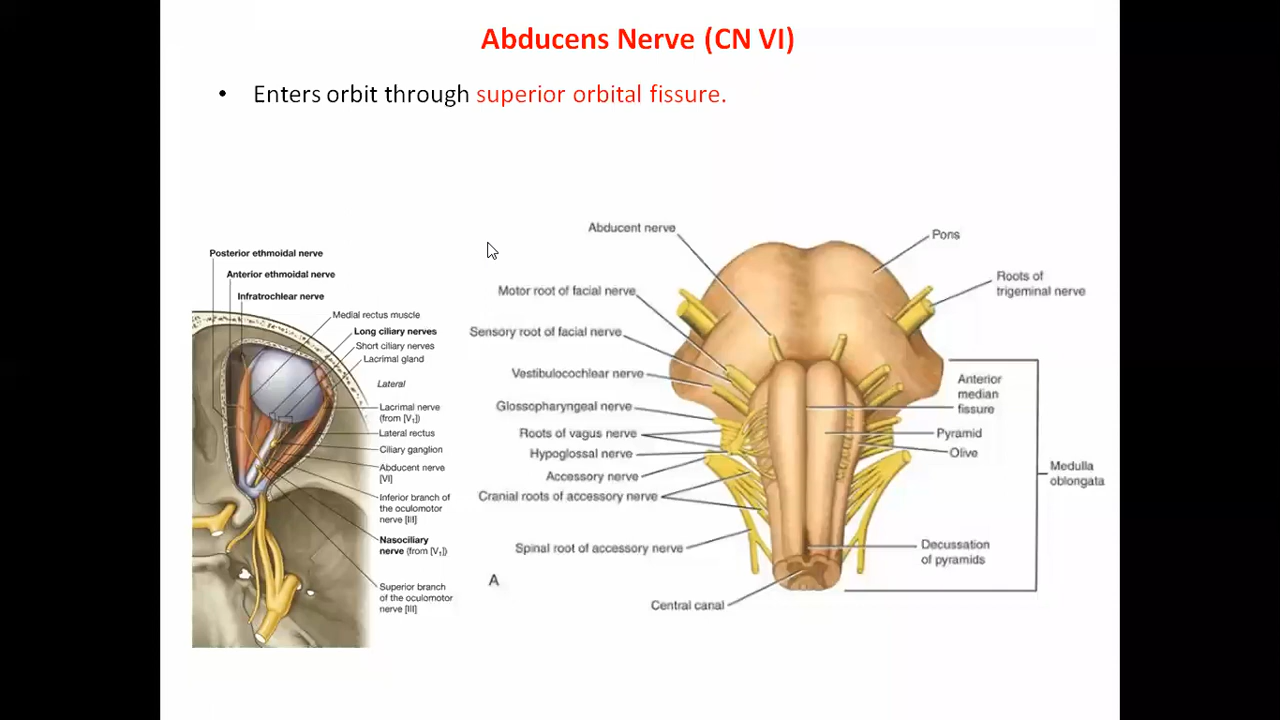 Abducens Nerve (CN VI)
• Enters orbit through superior orbital fissure.
Posterior ethmoidal nerve
Anterior ethmoidal nerve
Infratrochlear nerve
Medial rectus muscle
Long ciliary nerves
Short ciliary nerves
Lacrimal gland
Lateral
Lacrimal nerve
(from [V1])
Lateral rectus
Ciliary ganglion
Abducent nerve
[VI]
Inferior branch of
the oculomotor
nerve [III]
Nasociliary
nerve (from [V1])
Superior branch
of the oculomotor
nerve [III]
Abducent nerve
Motor root of facial nerve
Sensory root of facial nerve
Vestibulocochlear nerve
Glossopharyngeal nerve
Roots of vagus nerve
Hypoglossal nerve
Accessory nerve
Cranial roots of accessory nerve
Spinal root of accessory nerve
A
Central canal
Pons
Roots of
trigeminal nerve
Anterior
median
fissure
Pyramid
Olive
Medulla
oblongata
Decussation
of pyramids